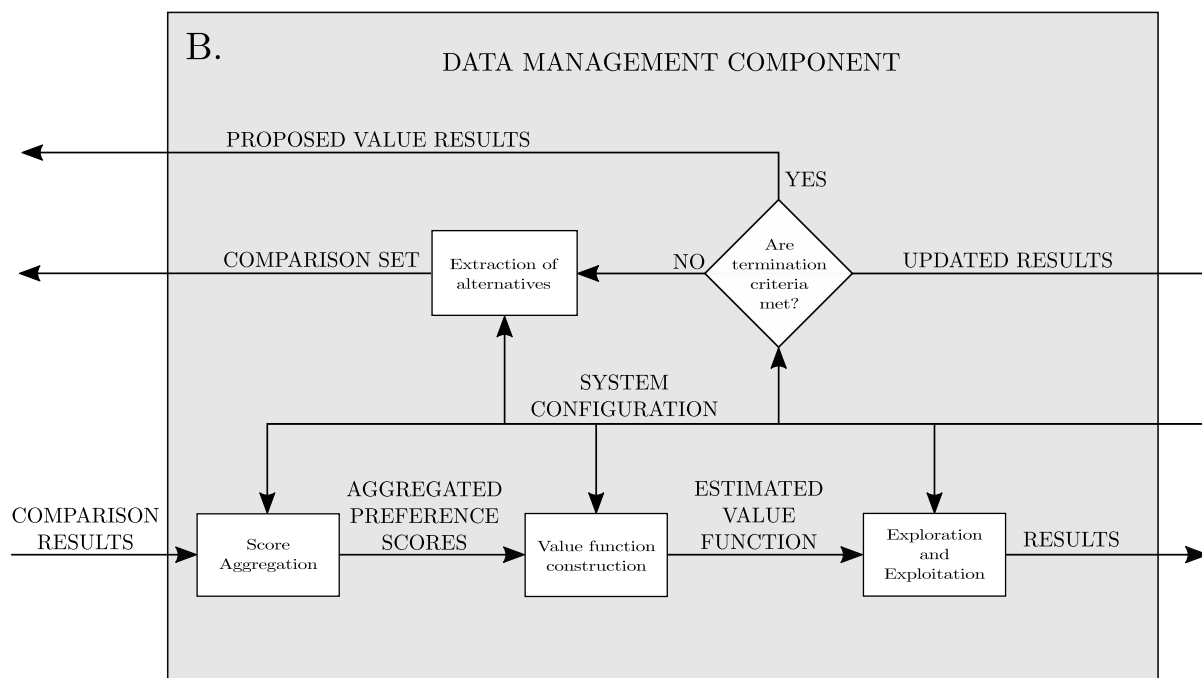 B.
DATA MANAGEMENT COMPONENT
PROPOSED VALUE RESULTS
YES
COMPARISON SET
Extraction of
alternatives
NO
Are
termination
criteria
met?
UPDATED RESULTS
SYSTEM
CONFIGURATION
COMPARISON
RESULTS
Score
Aggregation
AGGREGATED
PREFERENCE
SCORES
Value function
construction
ESTIMATED
VALUE
FUNCTION
Exploration
and
Exploitation
RESULTS